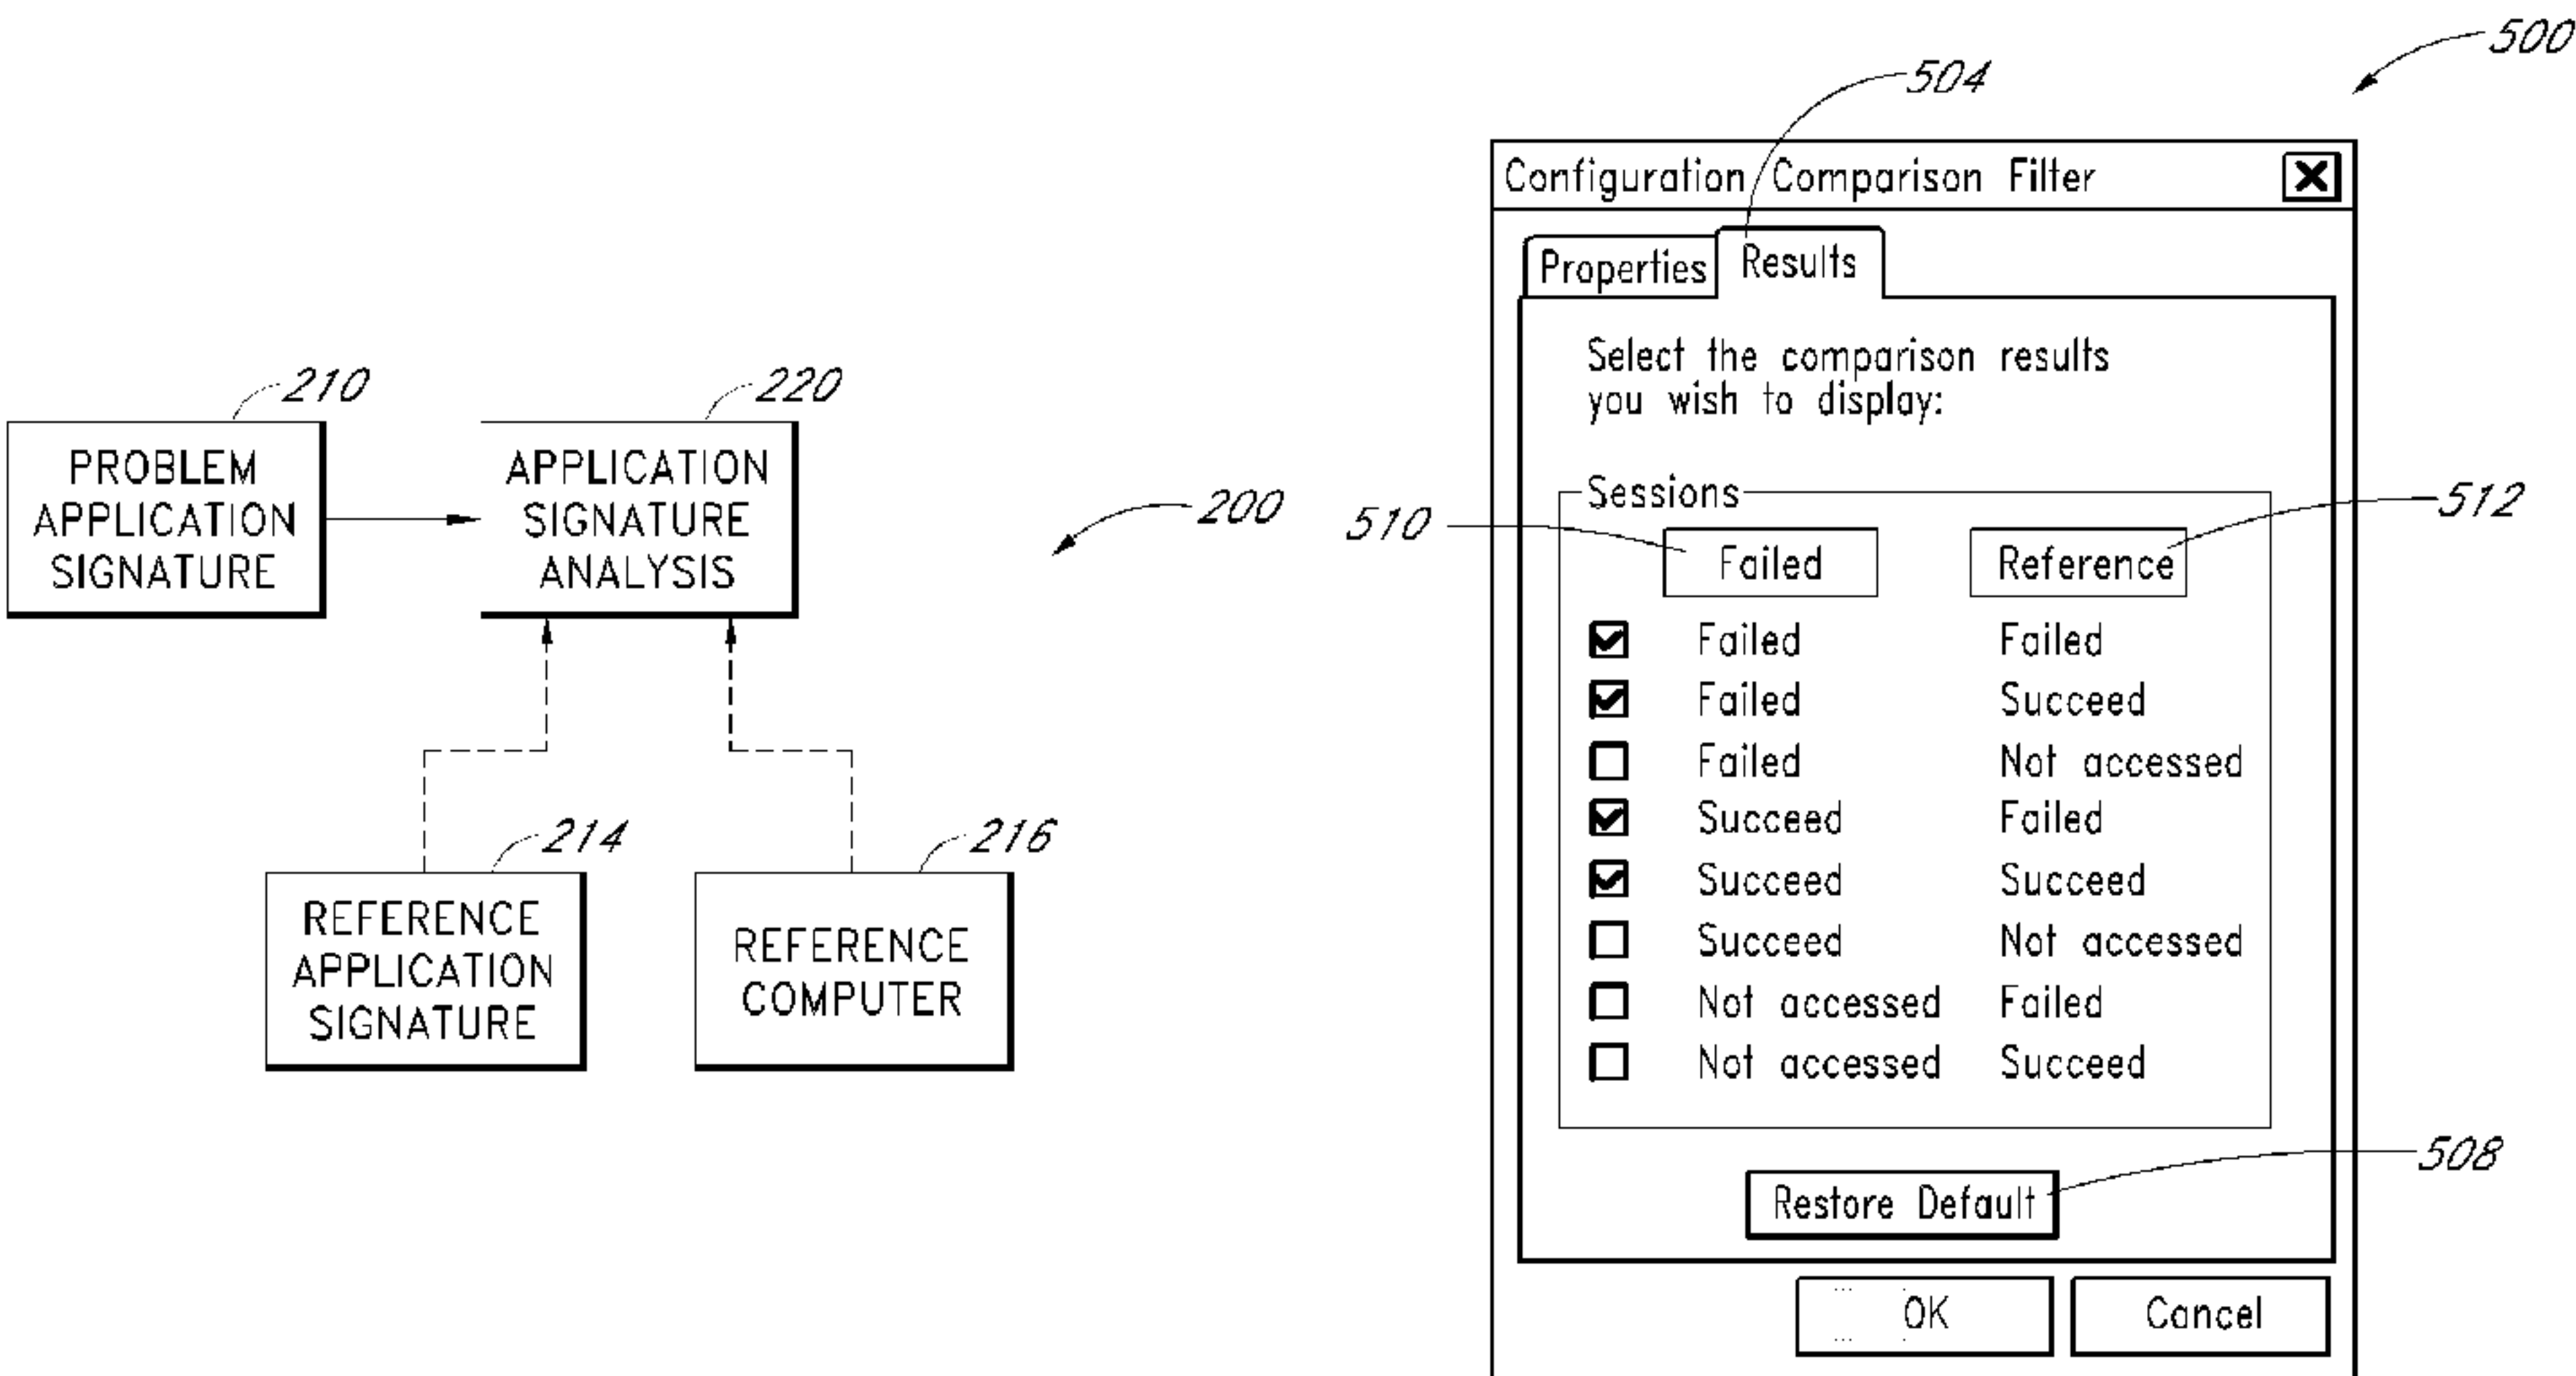 210
220
PROBLEM
APPLICATION
SIGNATURE
APPLICATION
SIGNATURE
ANALYSIS
200
214
216
REFERENCE
APPLICATION
SIGNATURE
REFERENCE
COMPUTER
500
504
Configuration Comparison Filter
Properties Results
Select the comparison results
you wish to display:
Sessions
510
512
Failed Reference
Failed Failed
Failed Succeed
Failed Not accessed
Succeed Failed
Succeed Succeed
Succeed Not accessed
Not accessed Failed
Not accessed Succeed
508
Restore Default
OK Cancel